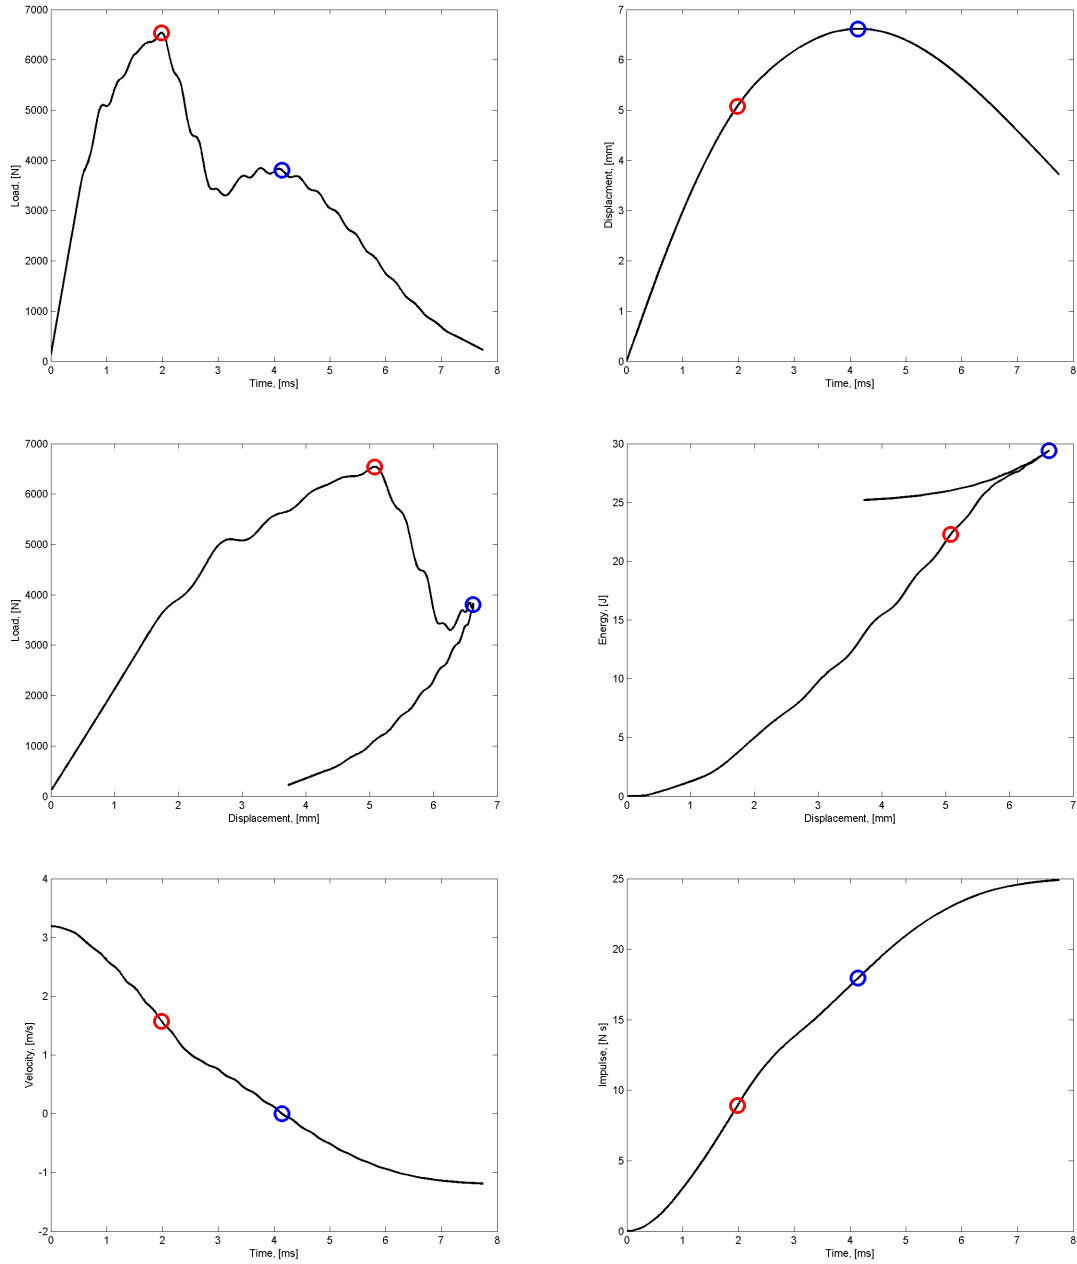 7000
6000
5000
4000
3000
2000
1000
0
Load, [N]
0 1 2 3 4 5 6 7 8
Time, [ms]
7
6
5
4
3
2
1
0
Displacment, [mm]
0 1 2 3 4 5 6 7 8
Time, [ms]
7000
6000
5000
4000
3000
2000
1000
0
Load, [N]
0 1 2 3 4 5 6 7
Displacement, [mm]
30
25
20
15
10
5
0
Energy, [J]
0 1 2 3 4 5 6 7
Displacement, [mm]
4
3
2
1
0
-1
-2
Velocity, [m/s]
0 1 2 3 4 5 6 7 8
Time, [ms]
25
20
15
10
5
0
Impulse, [N s]
0 1 2 3 4 5 6 7 8
Time, [ms]